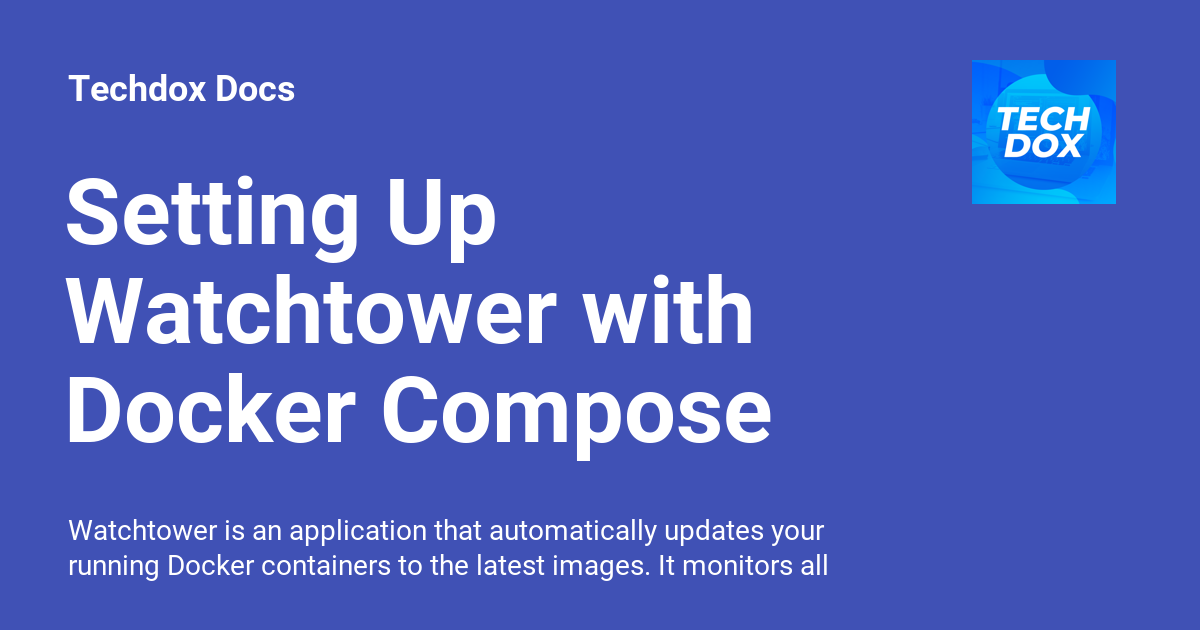 Techdox Docs
TECH
DOX
Setting Up
Watchtower with
Docker Compose
Watchtower is an application that automatically updates your
running Docker containers to the latest images. It monitors all